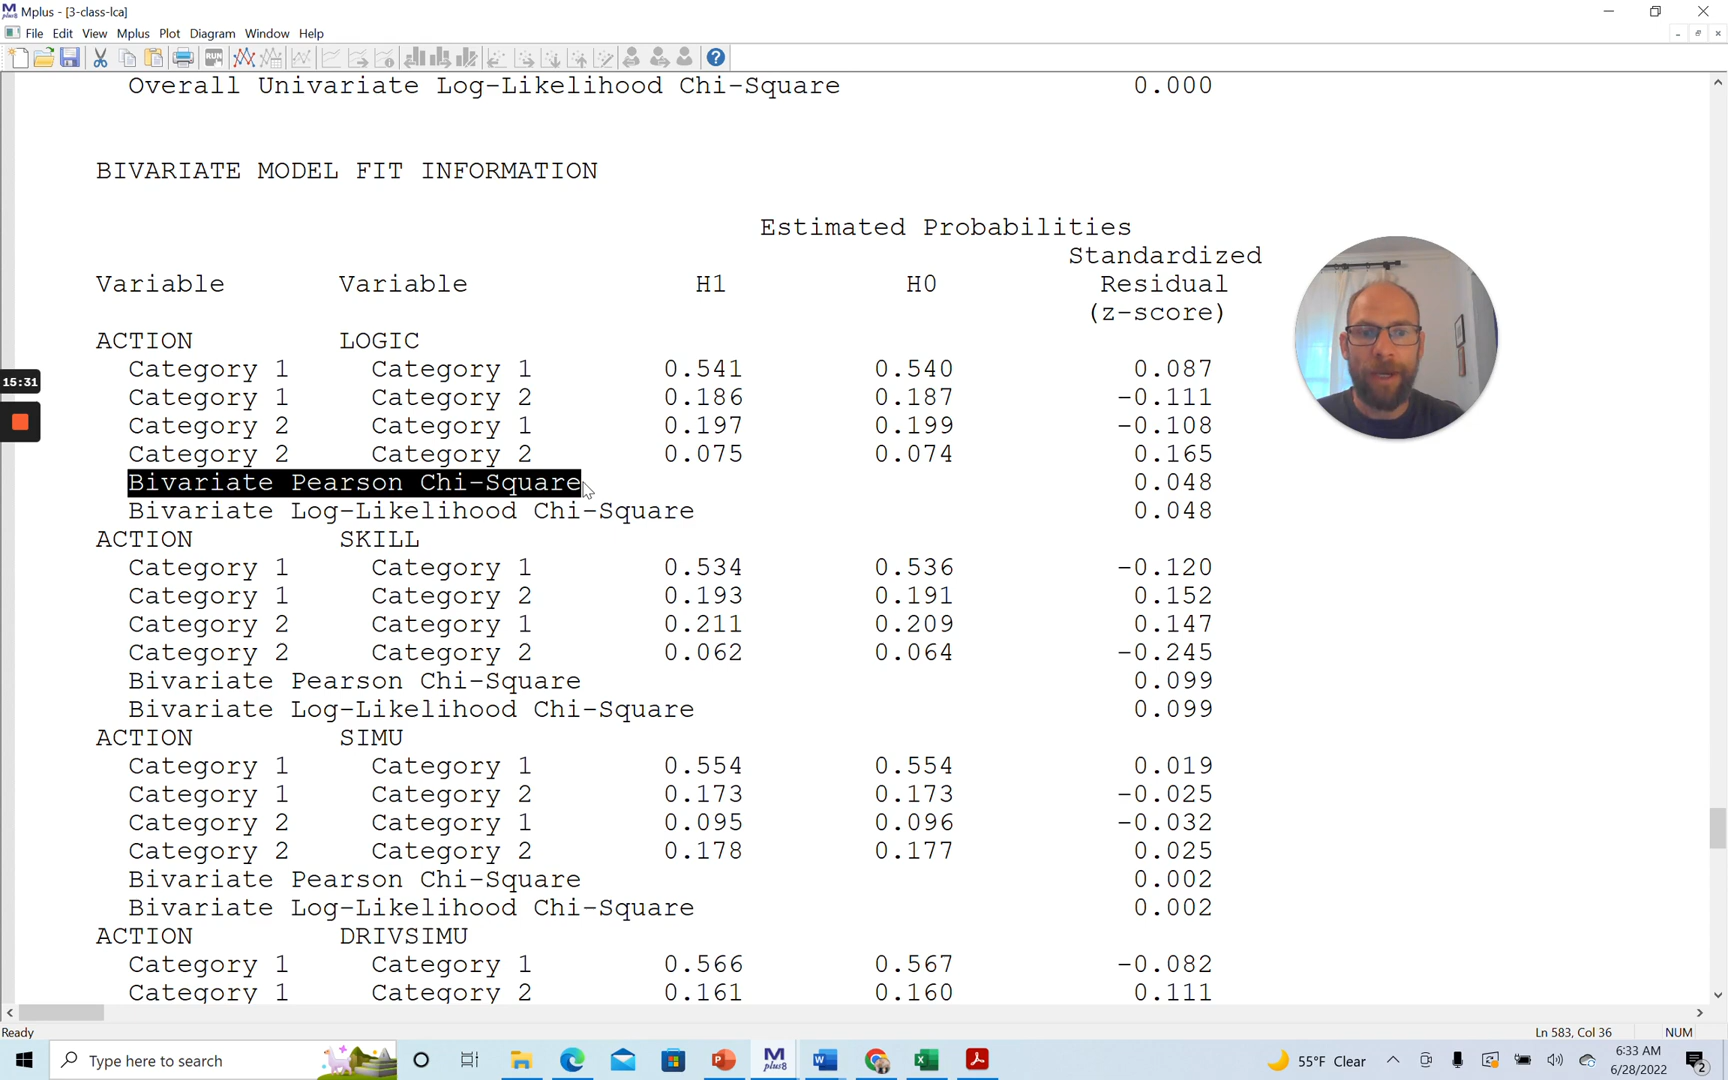 Mplus - [3-class-lca]
File Edit View Mplus Plot Diagram Window Help
RUN
Overall Univariate Log-Likelihood Chi-Square 0.000
BIVARIATE MODEL FIT INFORMATION
Estimated Probabilities
Standardized
Variable Variable H1 H0 Residual
(z-score)
ACTION LOGIC
Category 1 Category 1 0.541 0.540 0.087
Category 1 Category 2 0.186 0.187 -0.111
Category 2 Category 1 0.197 0.199 -0.108
Category 2 Category 2 0.075 0.074 0.165
Bivariate Pearson Chi-Square 0.048
Bivariate Log-Likelihood Chi-Square 0.048
ACTION SKILL
Category 1 Category 1 0.534 0.536 -0.120
Category 1 Category 2 0.193 0.191 0.152
Category 2 Category 1 0.211 0.209 0.147
Category 2 Category 2 0.062 0.064 -0.245
Bivariate Pearson Chi-Square 0.099
Bivariate Log-Likelihood Chi-Square 0.099
ACTION SIMU
Category 1 Category 1 0.554 0.554 0.019
Category 1 Category 2 0.173 0.173 -0.025
Category 2 Category 1 0.095 0.096 -0.032
Category 2 Category 2 0.178 0.177 0.025
Bivariate Pearson Chi-Square 0.002
Bivariate Log-Likelihood Chi-Square 0.002
ACTION DRIVSIMU
Category 1 Category 1 0.566 0.567 -0.082
Category 1 Category 2 0.161 0.160 0.111
15:31
Ready Ln 583, Col 36 NUM
Type here to search
55°F Clear
6:33 AM
6/28/2022
2